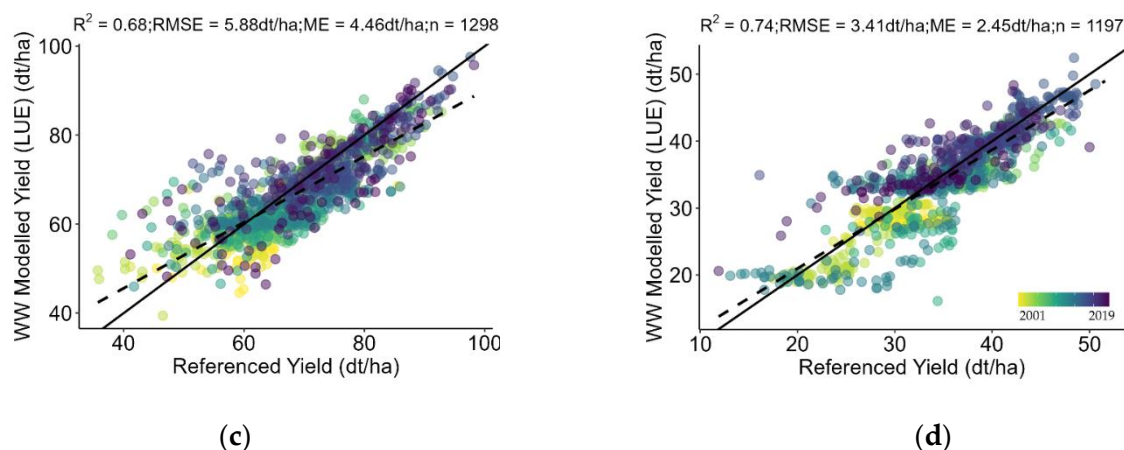 R² = 0.68;RMSE = 5.88dt/ha;ME = 4.46dt/ha;n = 1298
WW Modelled Yield (LUE) (dt/ha)
100
80
60
40
40 60 80 100
Referenced Yield (dt/ha)
(c)
R² = 0.74;RMSE = 3.41dt/ha;ME = 2.45dt/ha;n = 1197
WW Modelled Yield (LUE) (dt/ha)
50
40
30
20
2001 2019
10 20 30 40 50
Referenced Yield (dt/ha)
(d)